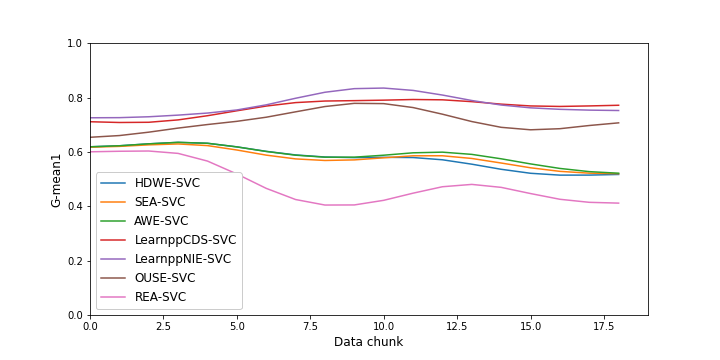 1.0
0.8
0.6
0.4
0.2
0.0
G-mean1
HDWE-SVC
SEA-SVC
AWE-SVC
LearnppCDS-SVC
LearnppNIE-SVC
OUSE-SVC
REA-SVC
0.0 2.5 5.0 7.5 10.0 12.5 15.0 17.5
Data chunk